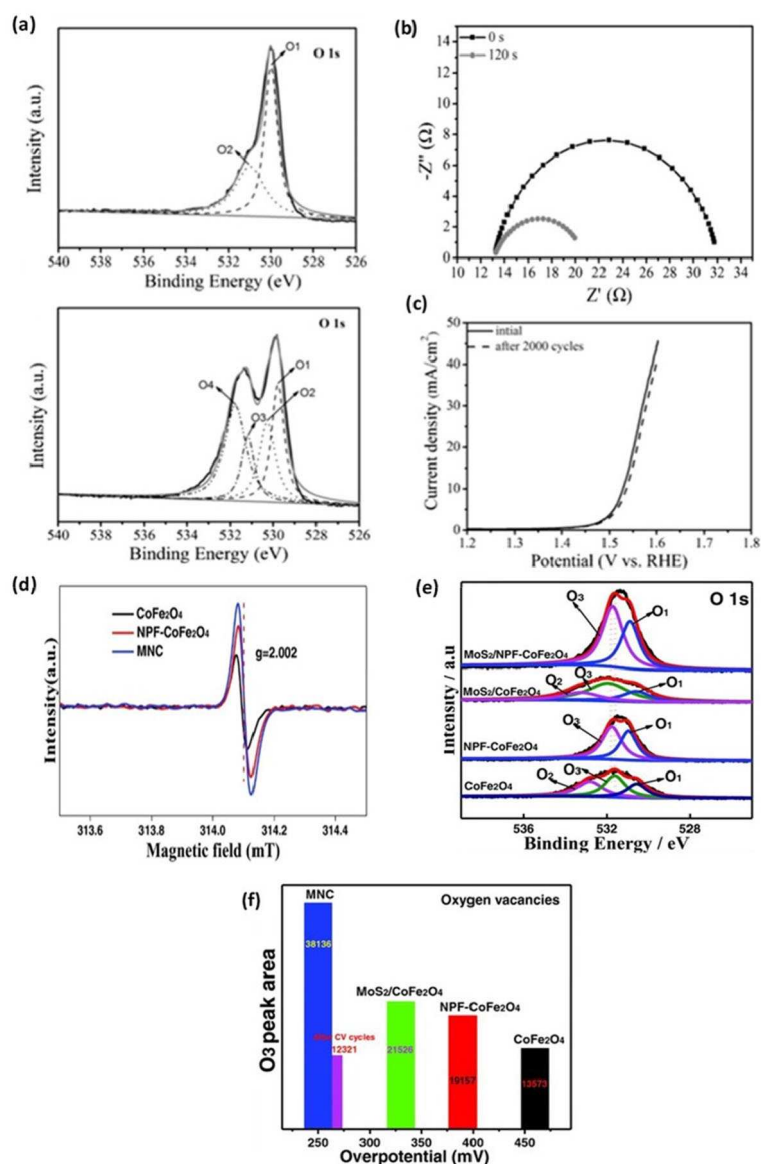 (a)
O 1s
O1
O2
Intensity (a.u.)
540 538 536 534 532 530 528 526
Binding Energy (eV)
O 1s
O1
O2
O3
O4
Intensity (a.u.)
540 538 536 534 532 530 528 526
Binding Energy (eV)
(b)
0 s
120 s
-Z'' (Ω)
15
14
12
10
8
6
4
2
0
10 12 14 16 18 20 22 24 26 28 30 32 34
Z' (Ω)
(c)
intial
after 2000 cycles
Current density (mA/cm²)
50
40
30
20
10
0
1.2 1.3 1.4 1.5 1.6 1.7 1.8
Potential (V vs. RHE)
(d)
CoFe₂O₄
NPF-CoFe₂O₄
MNC
g=2.002
Intensity(a.u.)
313.6 313.8 314.0 314.2 314.4
Magnetic field (mT)
(e)
O 1s
O₃
O₁
MoS₂/NPF-CoFe₂O₄
O₂
O₃
O₁
MoS₂/CoFe₂O₄
O₃
O₁
NPF-CoFe₂O₄
O₂
O₃
O₁
CoFe₂O₄
Intensity / a.u
536 532 528
Binding Energy / eV
(f)
MNC
Oxygen vacancies
38136
CV cycles
12321
MoS₂/CoFe₂O₄
21526
NPF-CoFe₂O₄
19157
CoFe₂O₄
13573
O₃ peak area
250 300 350 400 450
Overpotential (mV)